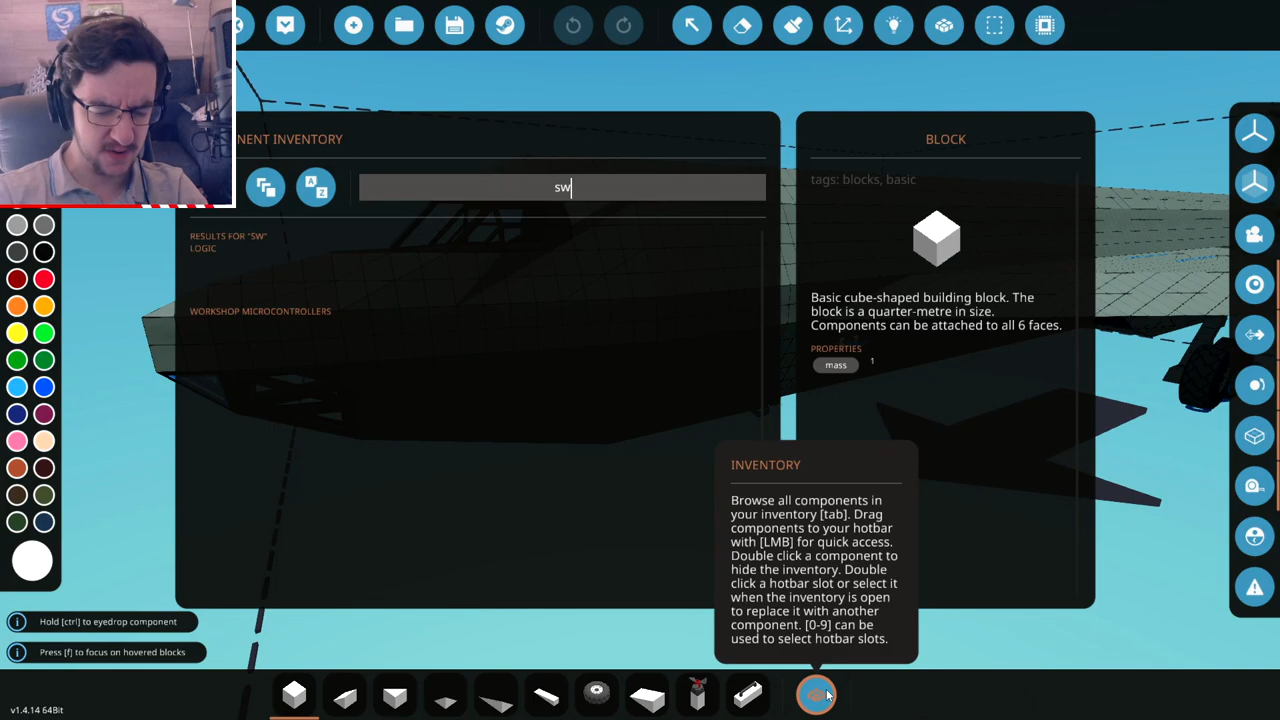 NENT INVENTORY
A
Z
sw
RESULTS FOR "SW"
LOGIC
WORKSHOP MICROCONTROLLERS
BLOCK
tags: blocks, basic
Basic cube-shaped building block. The
block is a quarter-metre in size.
Components can be attached to all 6 faces.
PROPERTIES
mass 1
INVENTORY
Browse all components in
your inventory [tab]. Drag
components to your hotbar
with [LMB] for quick access.
Double click a component to
hide the inventory. Double
click a hotbar slot or select it
when the inventory is open
to replace it with another
component. [0-9] can be
used to select hotbar slots.
Hold [ctrl] to eyedrop component
Press [f] to focus on hovered blocks
v1.4.14 64Bit